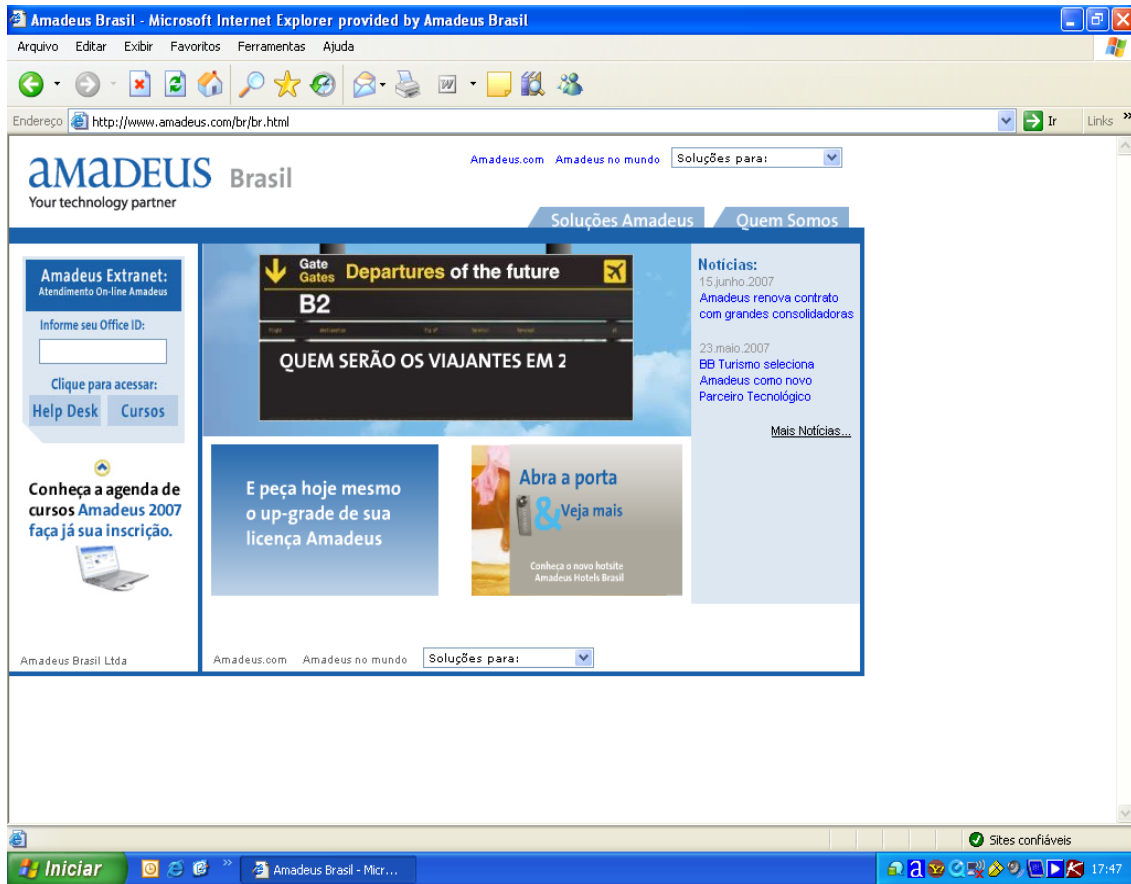 Amadeus Brasil - Microsoft Internet Explorer provided by Amadeus Brasil
Arquivo Editar Exibir Favoritos Ferramentas Ajuda
Endereço http://www.amadeus.com/br/br.html Ir Links »
amaDEUS Brasil
Your technology partner
Amadeus.com Amadeus no mundo Soluções para:
Soluções Amadeus Quem Somos
Amadeus Extranet:
Atendimento On-line Amadeus
Informe seu Office ID:
Clique para acessar:
Help Desk Cursos
Conheça a agenda de
cursos Amadeus 2007
faça já sua inscrição.
Gate
Gates
Departures of the future
B2
QUEM SERÃO OS VIAJANTES EM 2
Notícias:
15.junho.2007
Amadeus renova contrato
com grandes consolidadoras
23.maio.2007
BB Turismo seleciona
Amadeus como novo
Parceiro Tecnológico
Mais Notícias...
E peça hoje mesmo
o up-grade de sua
licença Amadeus
Abra a porta
& Veja mais
Conheça o novo hotsite
Amadeus Hotels Brasil
Amadeus Brasil Ltda
Amadeus.com Amadeus no mundo Soluções para:
Sites confiáveis
Iniciar » Amadeus Brasil - Micr... 17:47